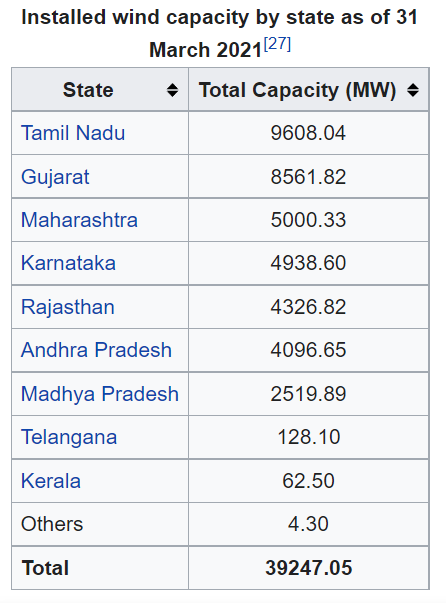 Installed wind capacity by state as of 31
March 2021[27]
State Total Capacity (MW)
Tamil Nadu 9608.04
Gujarat 8561.82
Maharashtra 5000.33
Karnataka 4938.60
Rajasthan 4326.82
Andhra Pradesh 4096.65
Madhya Pradesh 2519.89
Telangana 128.10
Kerala 62.50
Others 4.30
Total 39247.05